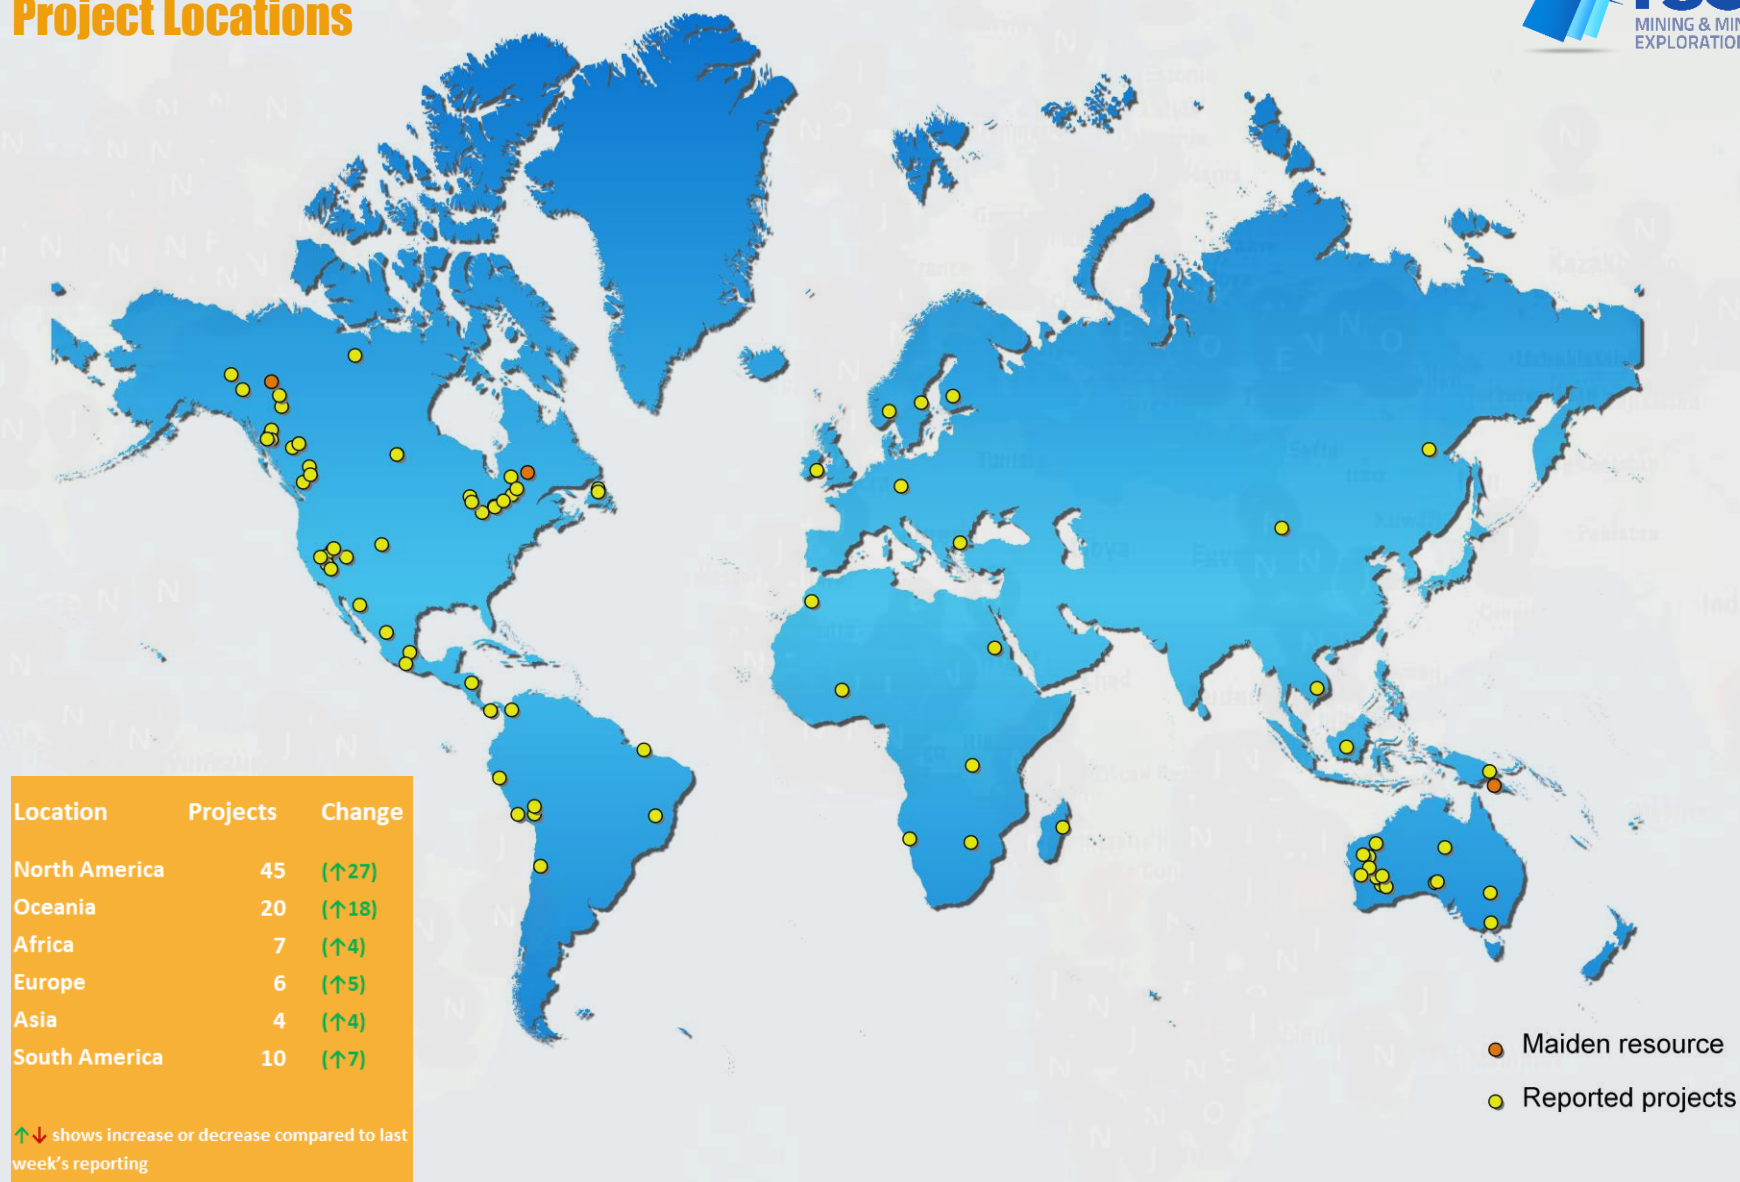 Project Locations
MINING & MIN
EXPLORATION
Location Projects Change
North America 45 (↑27)
Oceania 20 (↑18)
Africa 7 (↑4)
Europe 6 (↑5)
Asia 4 (↑4)
South America 10 (↑7)
↑↓ shows increase or decrease compared to last
week's reporting
Maiden resource
Reported projects